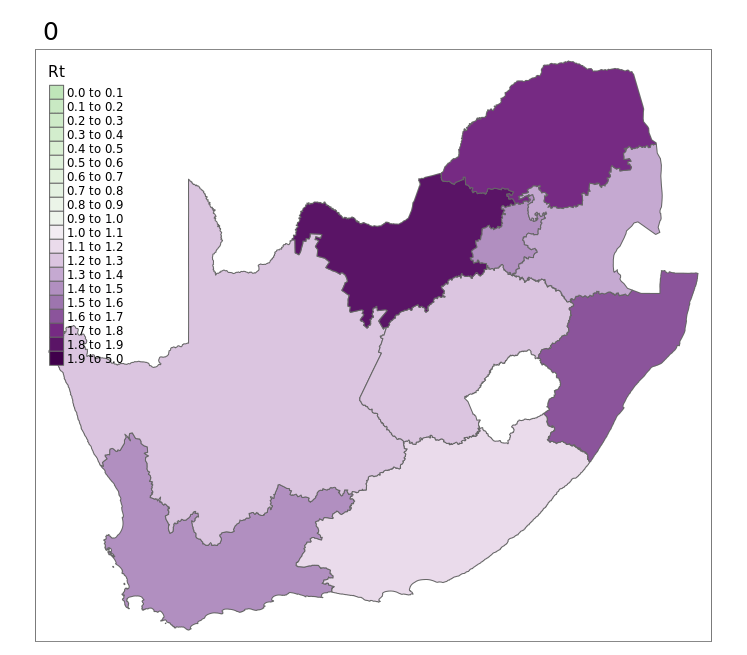 0
Rt
0.0 to 0.1
0.1 to 0.2
0.2 to 0.3
0.3 to 0.4
0.4 to 0.5
0.5 to 0.6
0.6 to 0.7
0.7 to 0.8
0.8 to 0.9
0.9 to 1.0
1.0 to 1.1
1.1 to 1.2
1.2 to 1.3
1.3 to 1.4
1.4 to 1.5
1.5 to 1.6
1.6 to 1.7
1.7 to 1.8
1.8 to 1.9
1.9 to 5.0